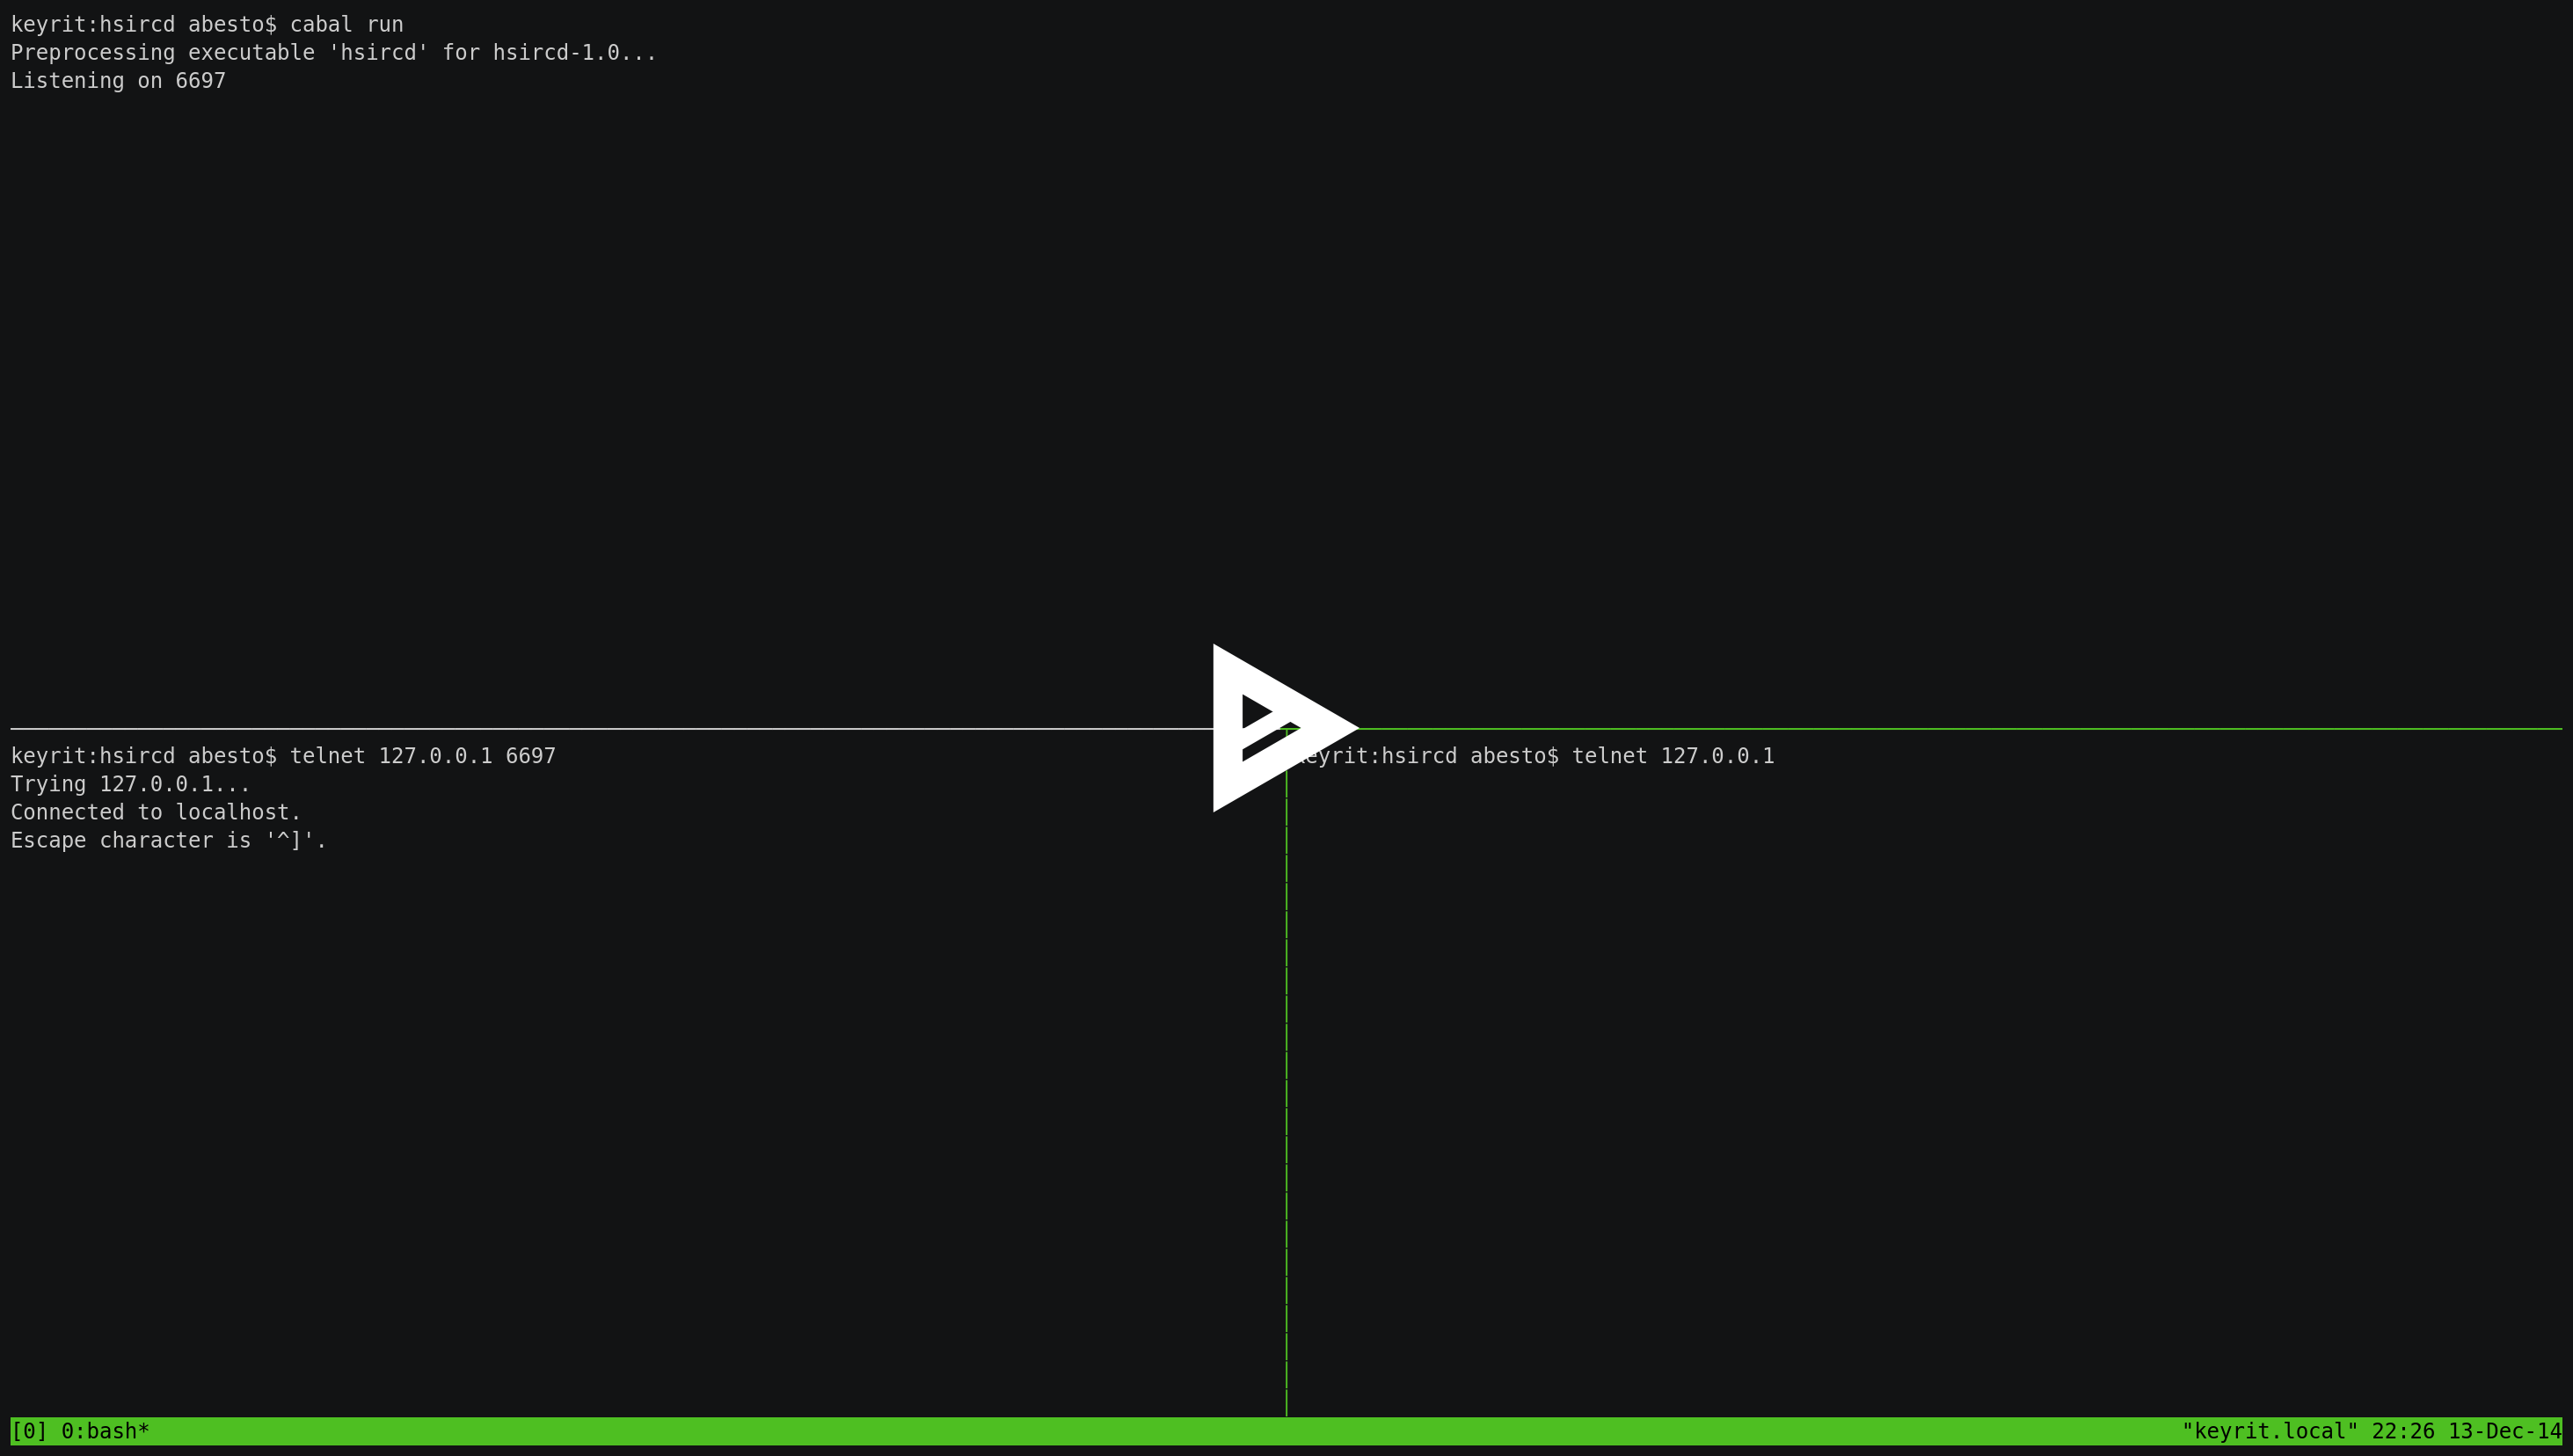 keyrit:hsircd abesto$ cabal run
Preprocessing executable 'hsircd' for hsircd-1.0...
Listening on 6697
keyrit:hsircd abesto$ telnet 127.0.0.1 6697
Trying 127.0.0.1...
Connected to localhost.
Escape character is '^]'.
keyrit:hsircd abesto$ telnet 127.0.0.1
[0] 0:bash*
"keyrit.local" 22:26 13-Dec-14